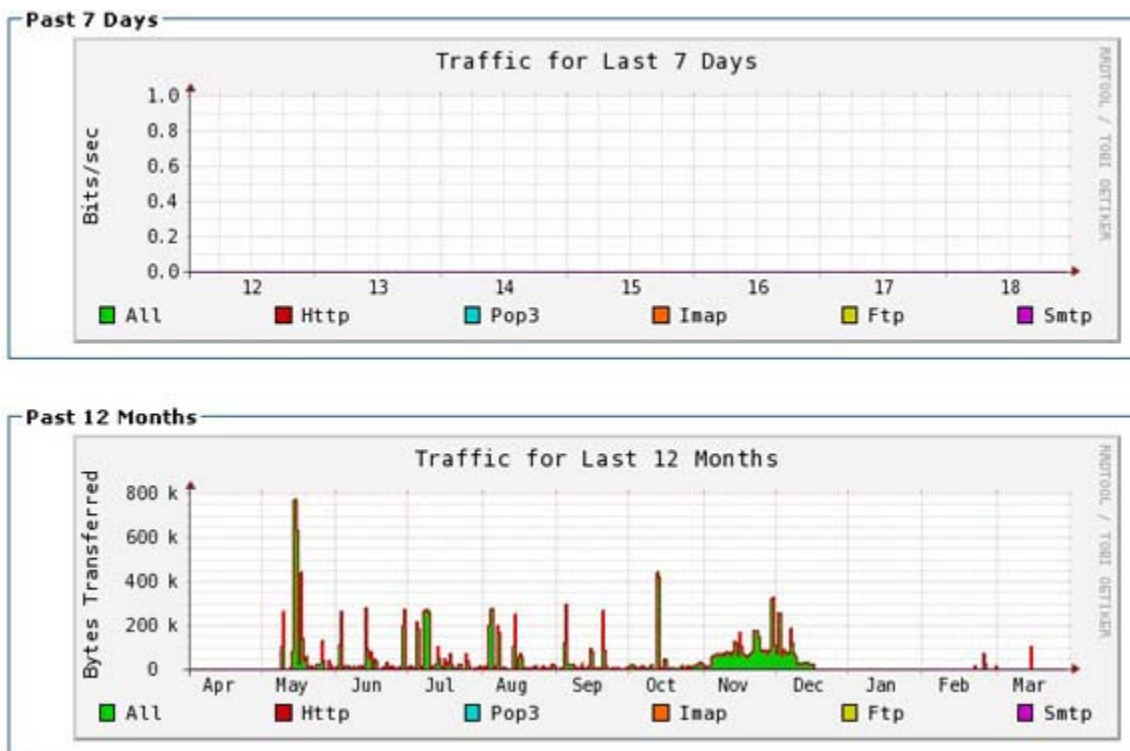 Past 7 Days
Traffic for Last 7 Days
RRDTOOL / TOBI OETIKER
Bits/sec
1.0
0.8
0.6
0.4
0.2
0.0
12 13 14 15 16 17 18
All Http Pop3 Imap Ftp Smtp
Past 12 Months
Traffic for Last 12 Months
RRDTOOL / TOBI OETIKER
Bytes Transferred
800 k
600 k
400 k
200 k
0
Apr May Jun Jul Aug Sep Oct Nov Dec Jan Feb Mar
All Http Pop3 Imap Ftp Smtp